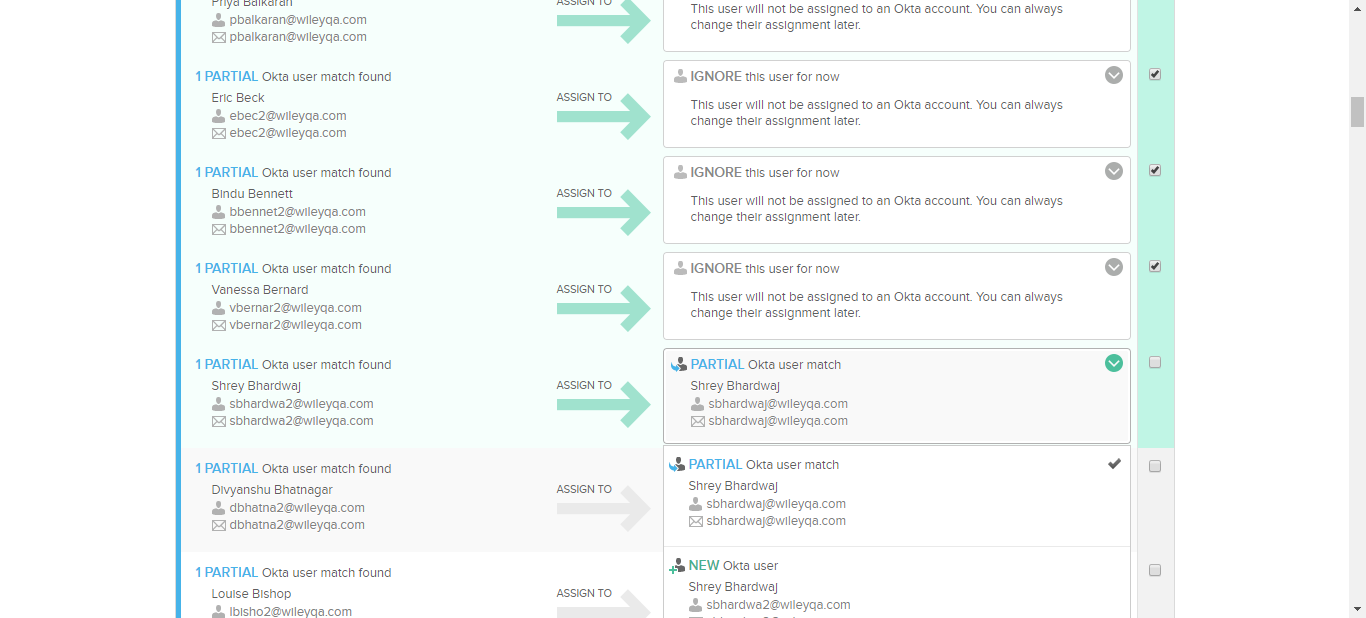 Priya Balkaran
pbalkaran@wileyqa.com
pbalkaran@wileyqa.com
ASSIGN TO
This user will not be assigned to an Okta account. You can always
change their assignment later.
1 PARTIAL Okta user match found
Eric Beck
ebec2@wileyqa.com
ebec2@wileyqa.com
ASSIGN TO
IGNORE this user for now
This user will not be assigned to an Okta account. You can always
change their assignment later.
1 PARTIAL Okta user match found
Bindu Bennett
bbennet2@wileyqa.com
bbennet2@wileyqa.com
ASSIGN TO
IGNORE this user for now
This user will not be assigned to an Okta account. You can always
change their assignment later.
1 PARTIAL Okta user match found
Vanessa Bernard
vbernar2@wileyqa.com
vbernar2@wileyqa.com
ASSIGN TO
IGNORE this user for now
This user will not be assigned to an Okta account. You can always
change their assignment later.
1 PARTIAL Okta user match found
Shrey Bhardwaj
sbhardwa2@wileyqa.com
sbhardwa2@wileyqa.com
ASSIGN TO
PARTIAL Okta user match
Shrey Bhardwaj
sbhardwaj@wileyqa.com
sbhardwaj@wileyqa.com
1 PARTIAL Okta user match found
Divyanshu Bhatnagar
dbhatna2@wileyqa.com
dbhatna2@wileyqa.com
ASSIGN TO
PARTIAL Okta user match
Shrey Bhardwaj
sbhardwaj@wileyqa.com
sbhardwaj@wileyqa.com
1 PARTIAL Okta user match found
Louise Bishop
lbisho2@wileyqa.com
ASSIGN TO
NEW Okta user
Shrey Bhardwaj
sbhardwa2@wileyqa.com